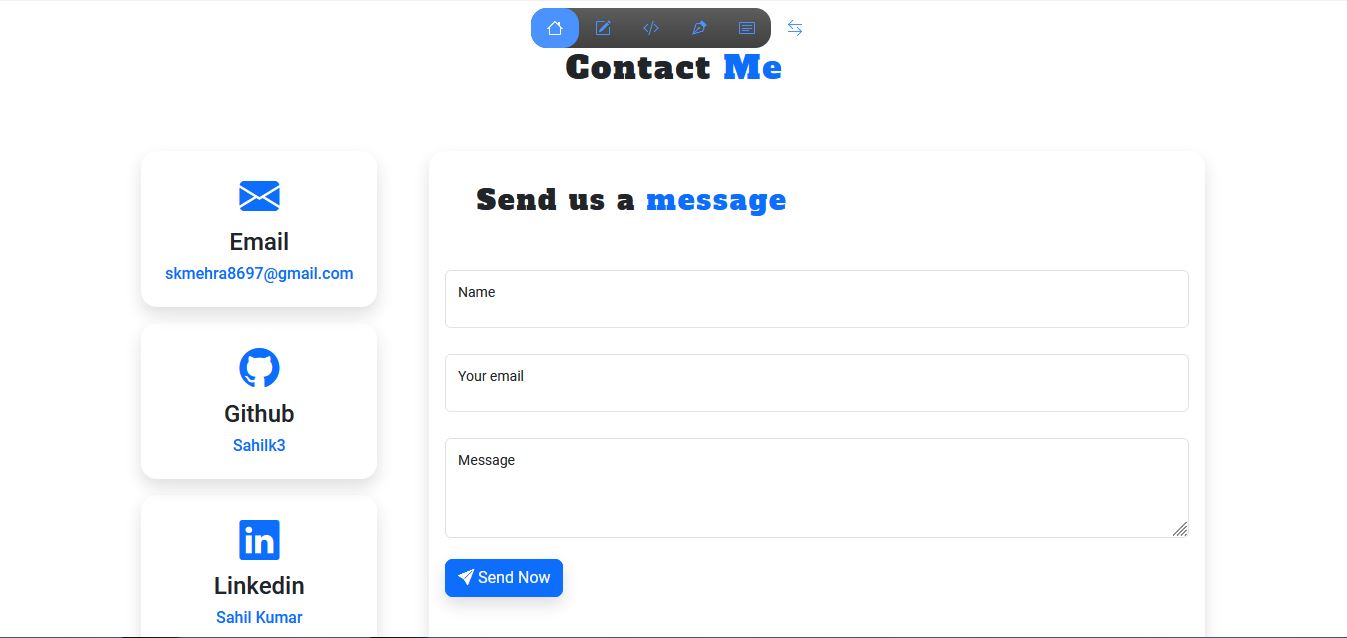 Contact Me
Email
skmehra8697@gmail.com
Github
Sahilk3
Linkedin
Sahil Kumar
Send us a message
Name
Your email
Message
Send Now